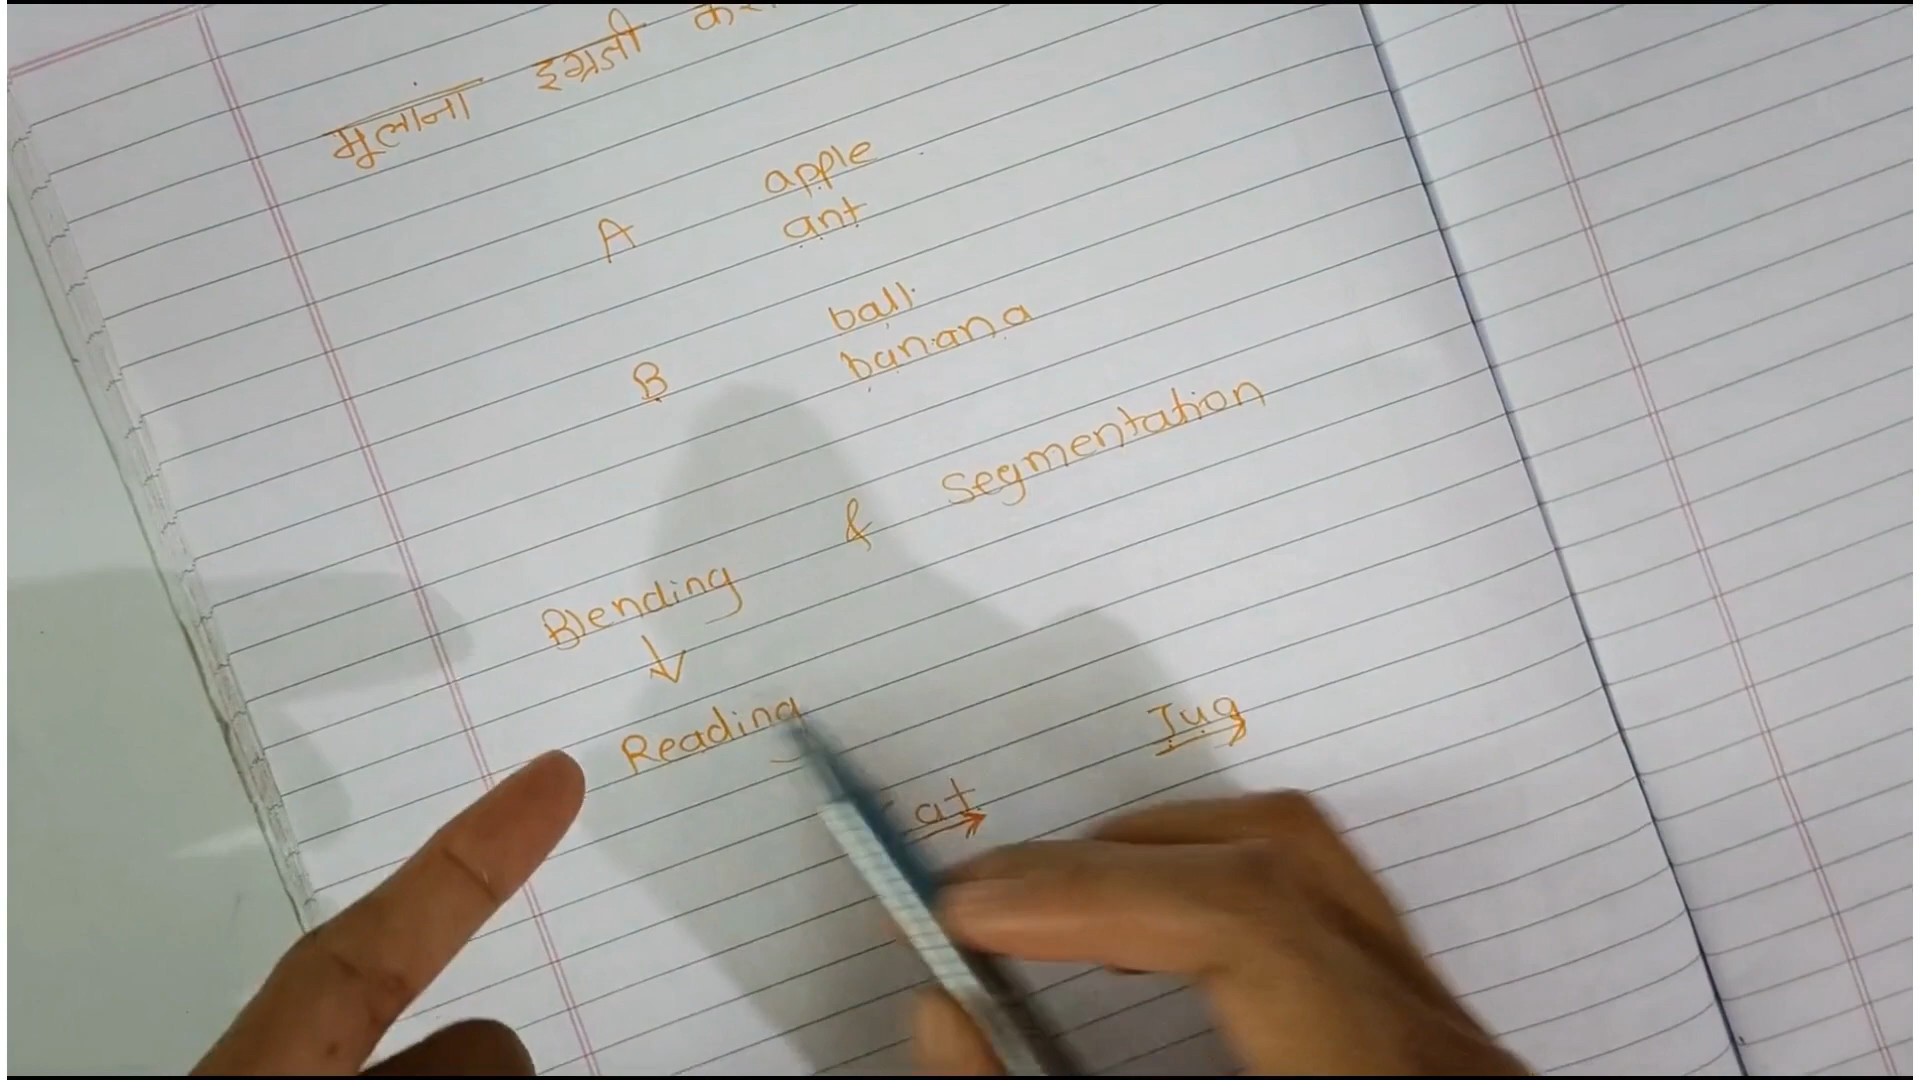 मूलांना इंग्रजी
A apple
ant
B ball
banana
Blending & Segmentation
Reading
at Jug